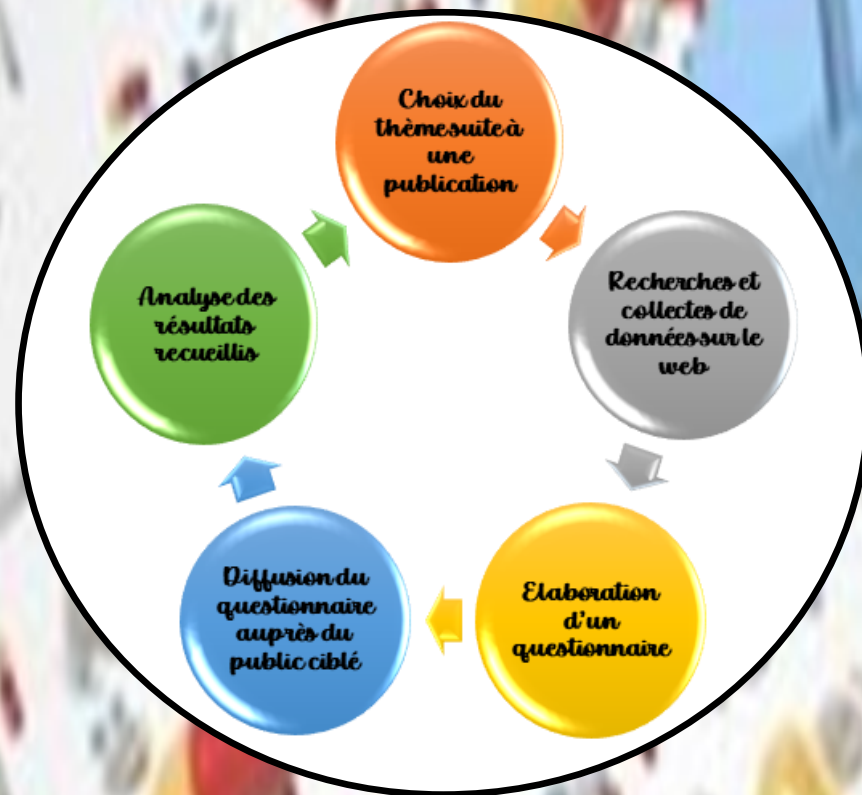 Choix du
thème suite à
une
publication
Recherches et
collectes de
données sur le
web
Elaboration
d'un
questionnaire
Diffusion du
questionnaire
auprès du
public ciblé
Analyse des
résultats
recueillis